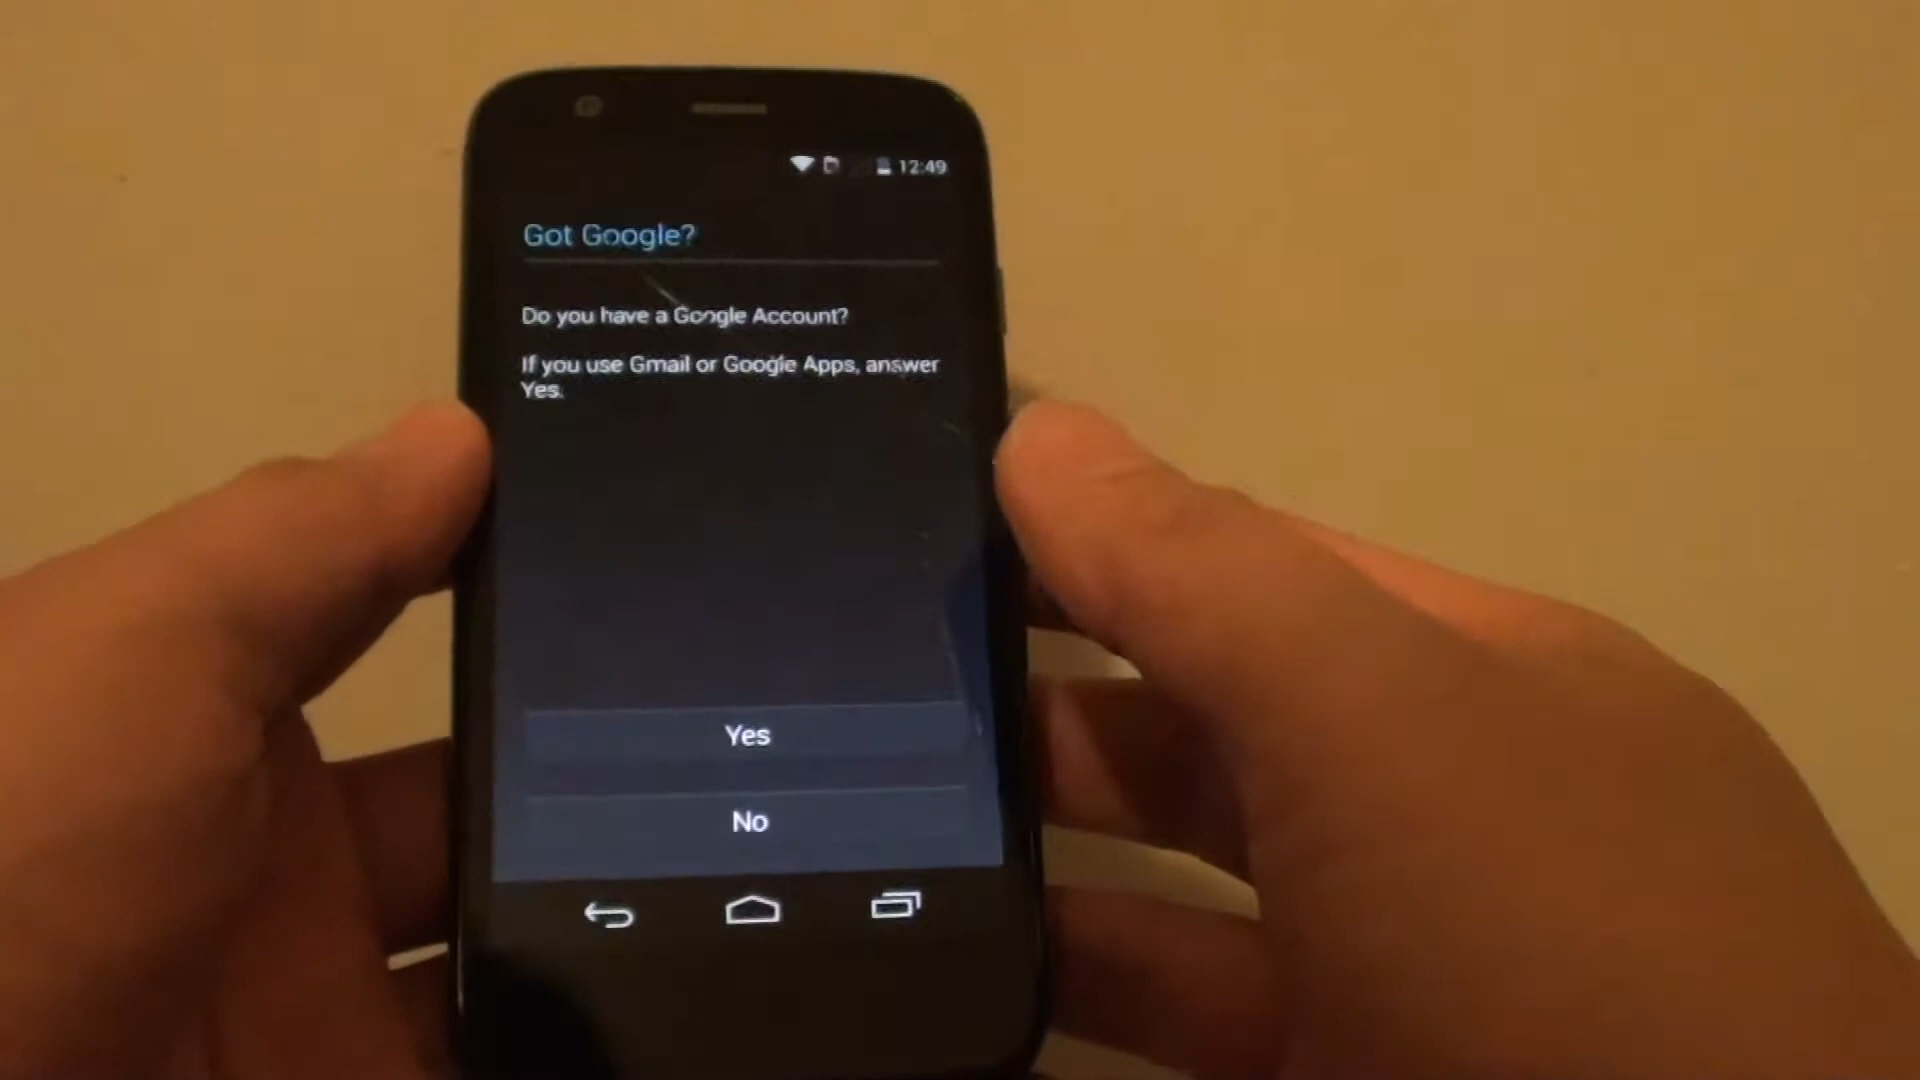 12:49
Got Google?
Do you have a Google Account?
If you use Gmail or Google Apps, answer
Yes.
Yes
No